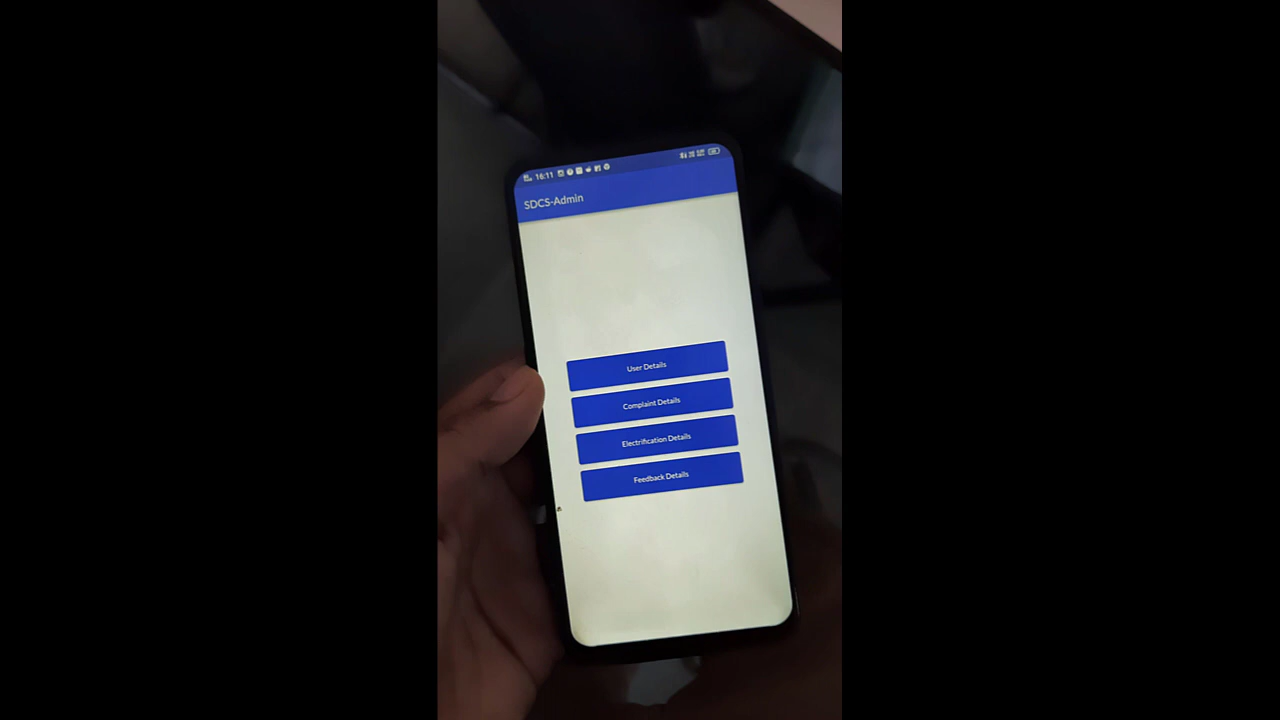 16:11
SDCS-Admin
User Details
Complaint Details
Electrification Details
Feedback Details